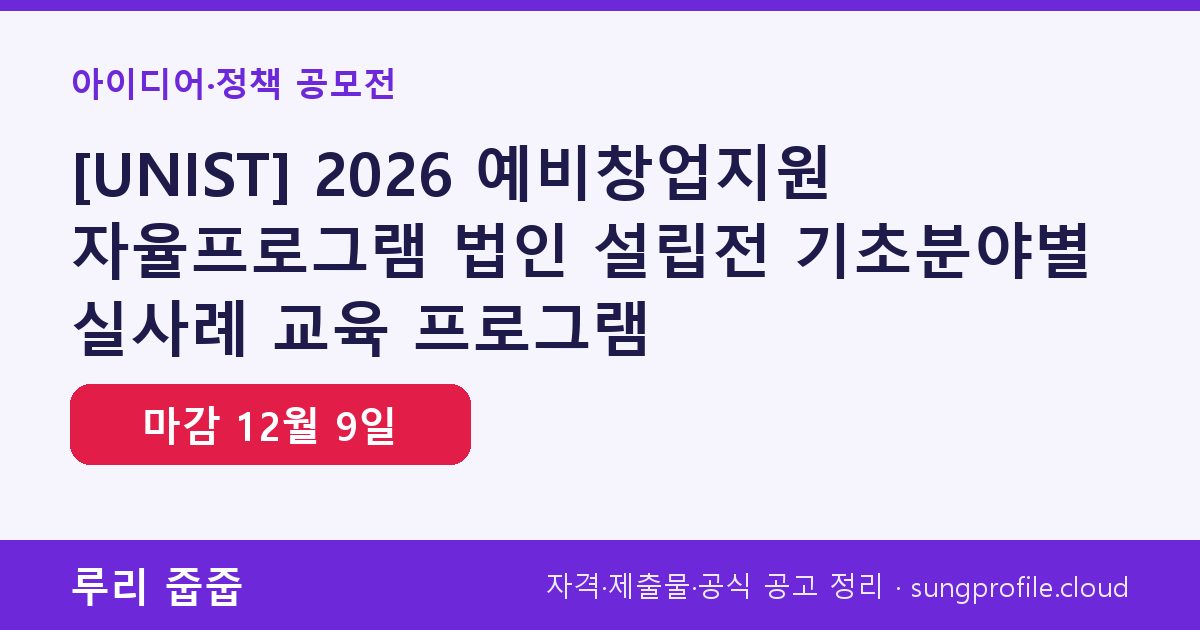 아이디어·정책 공모전
[UNIST] 2026 예비창업지원
자율프로그램 법인 설립전 기초분야별
실사례 교육 프로그램
마감 12월 9일
루리 줍줍
자격·제출물·공식 공고 정리 · sungprofile.cloud